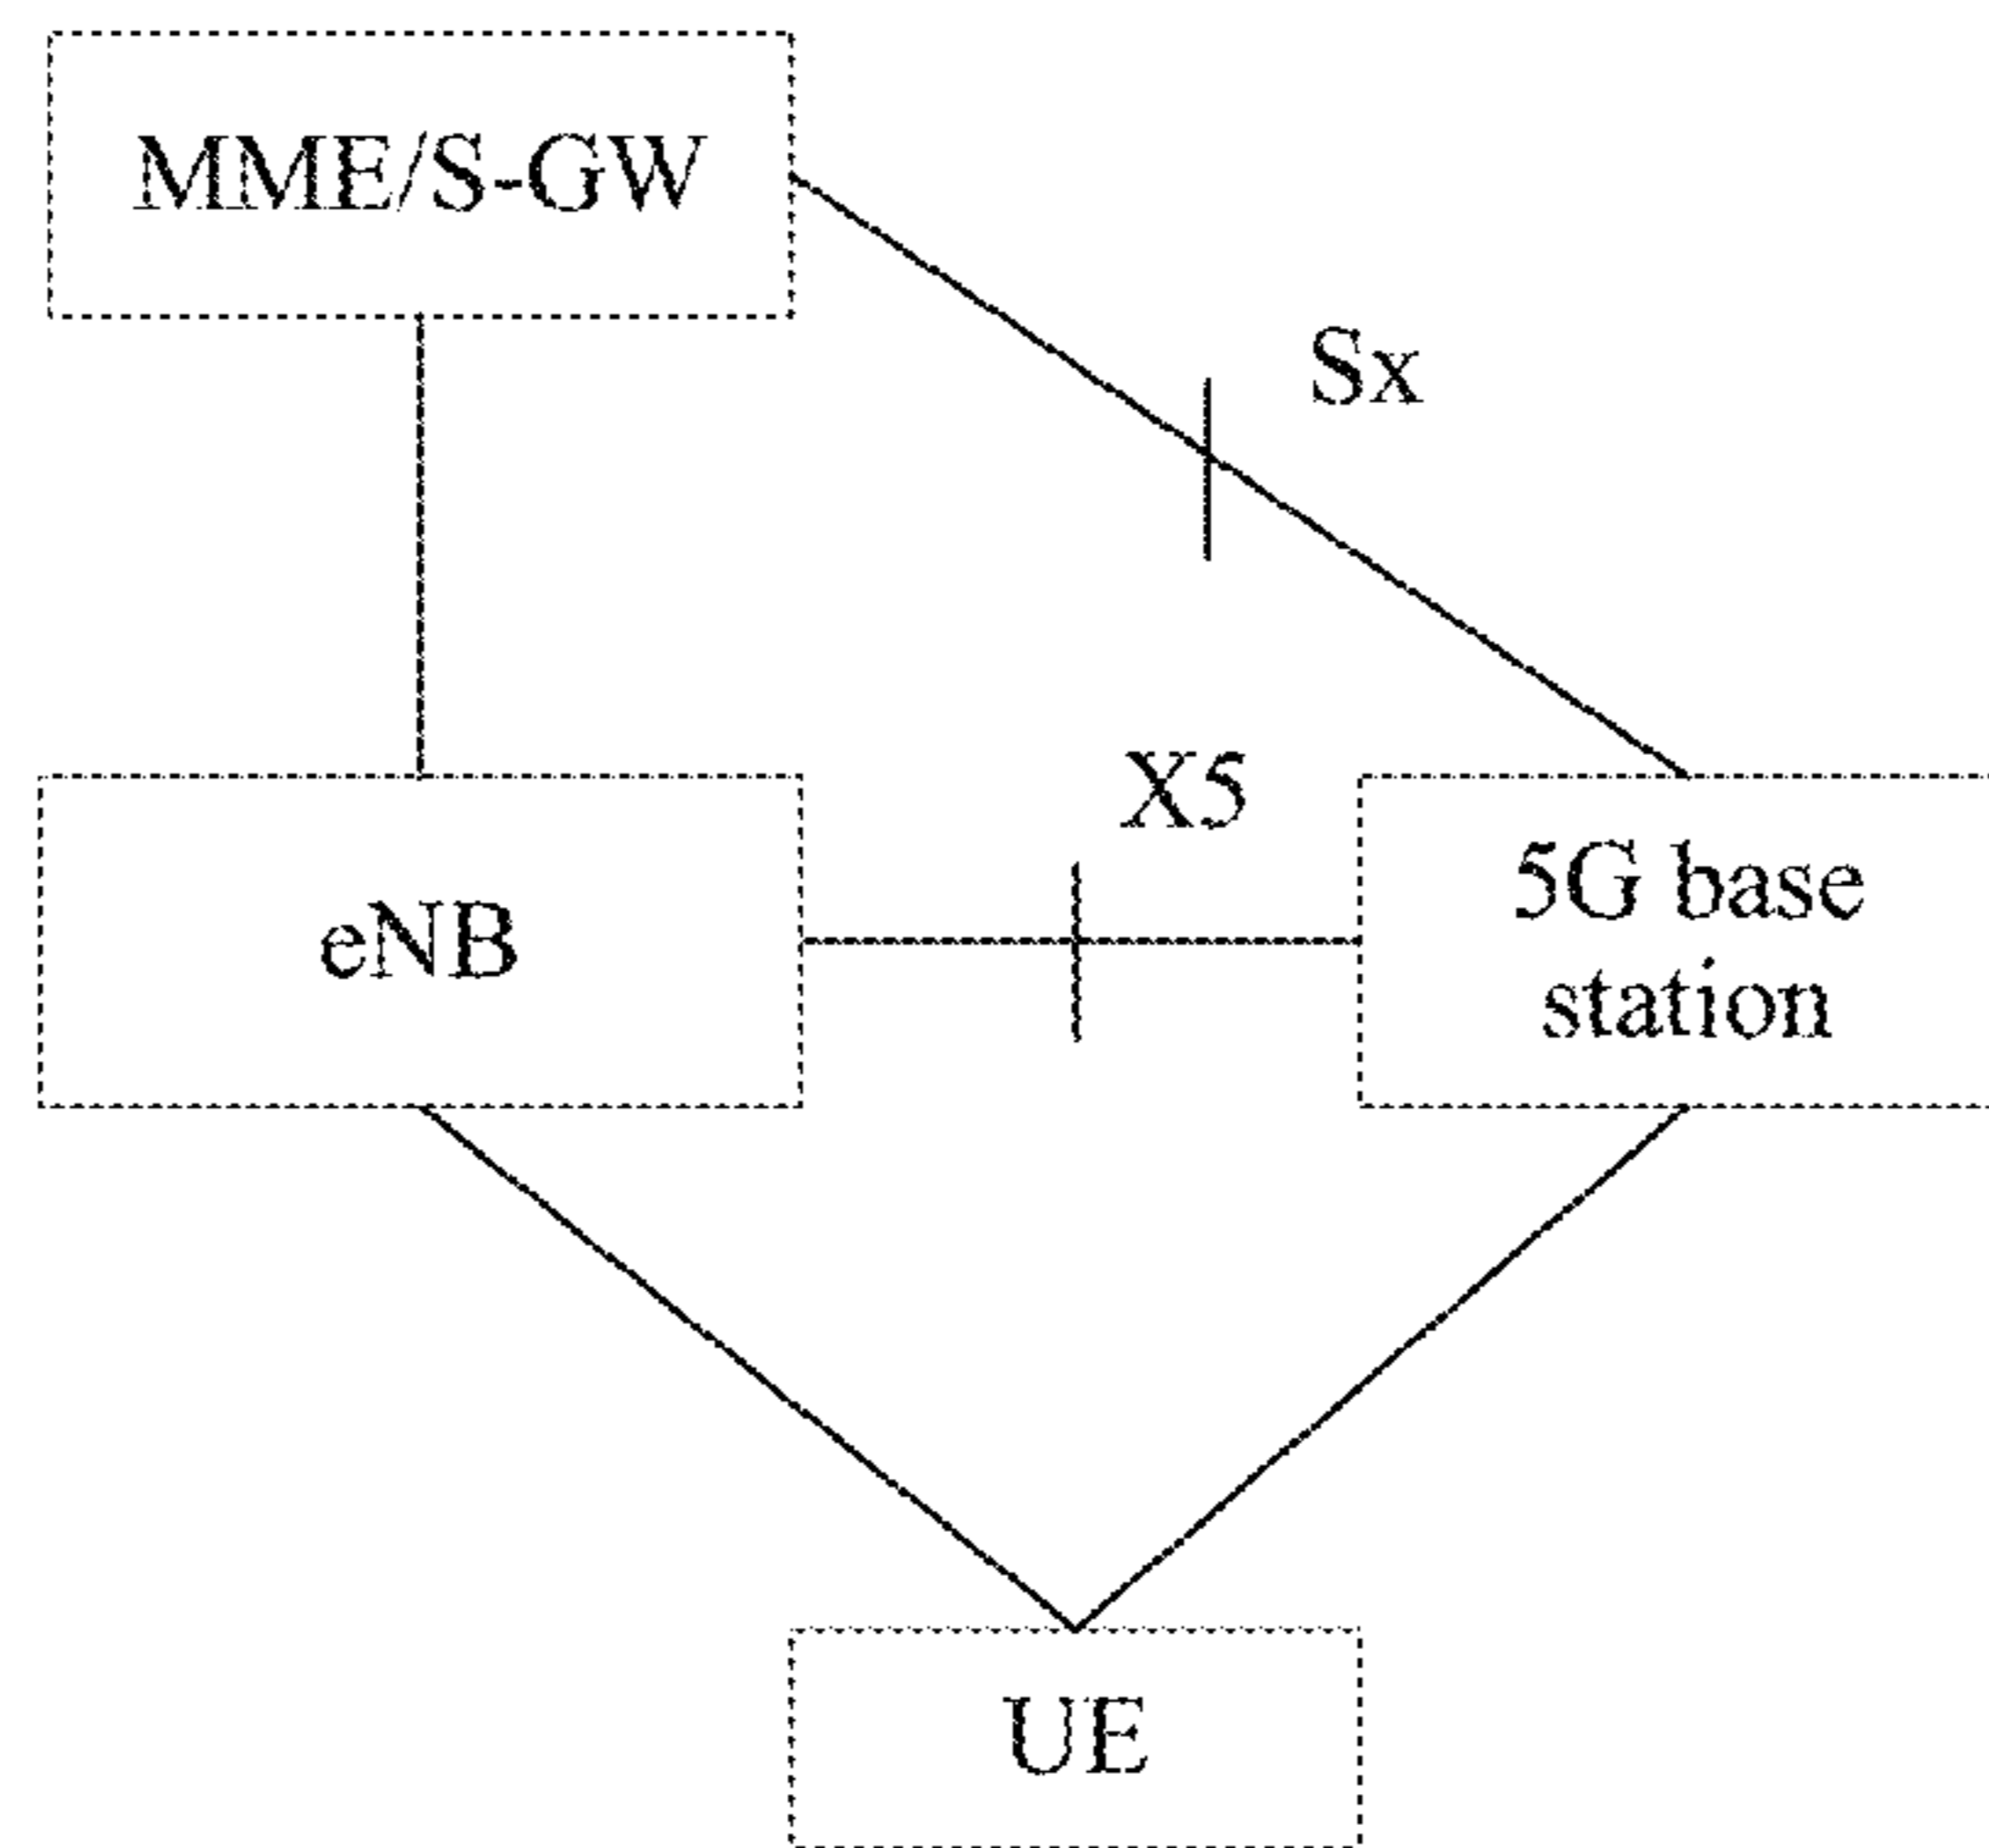 MME/S-GW
Sx
X5
eNB
5G base
station
UE